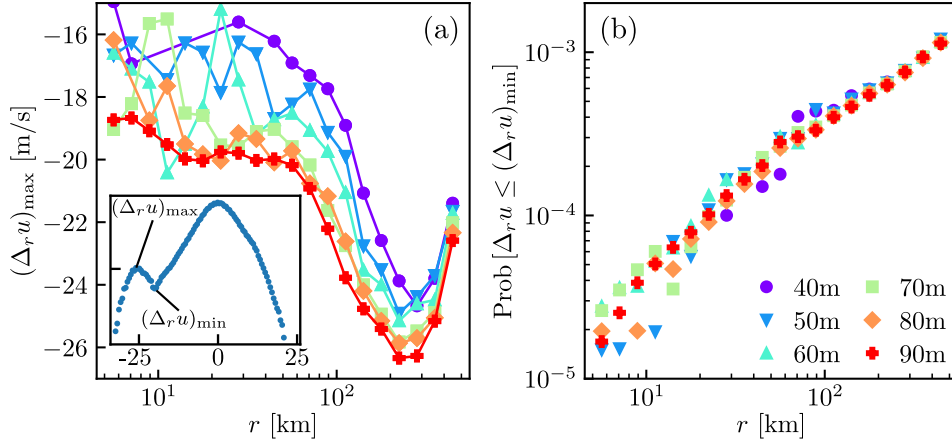 (a)
(Δ_r u)_max [m/s]
−16
−18
−20
−22
−24
−26
(Δ_r u)_max
(Δ_r u)_min
-25
0
25
10^1
10^2
r [km]
(b)
Prob [Δ_r u ≤ (Δ_r u)_min]
10^−3
10^−4
10^−5
40m
50m
60m
70m
80m
90m
10^1
10^2
r [km]